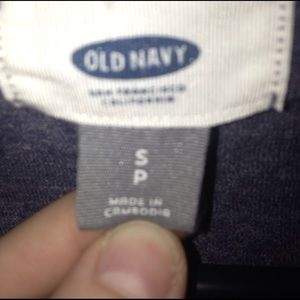 OLD NAVY
SAN FRANCISCO
CALIFORNIA
S
P
MADE IN
CAMBODIA